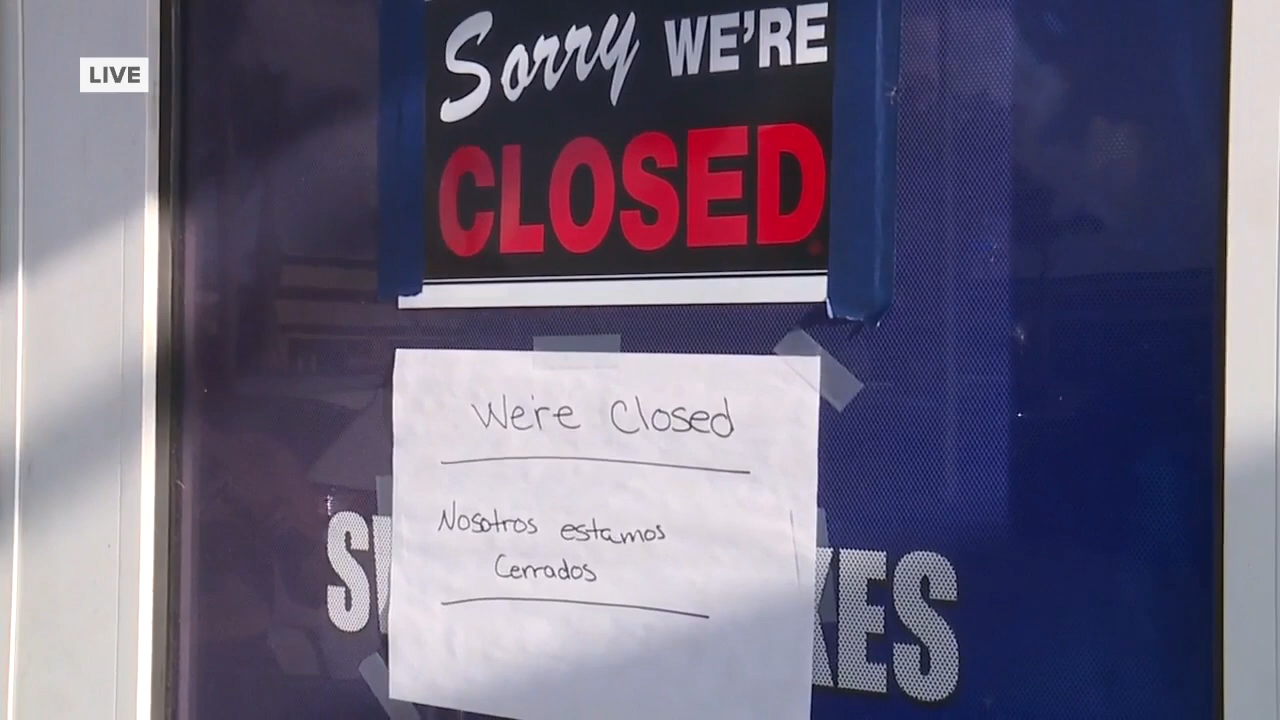 LIVE
Sorry WE'RE
CLOSED
We're Closed
Nosotros estamos
Cerrados